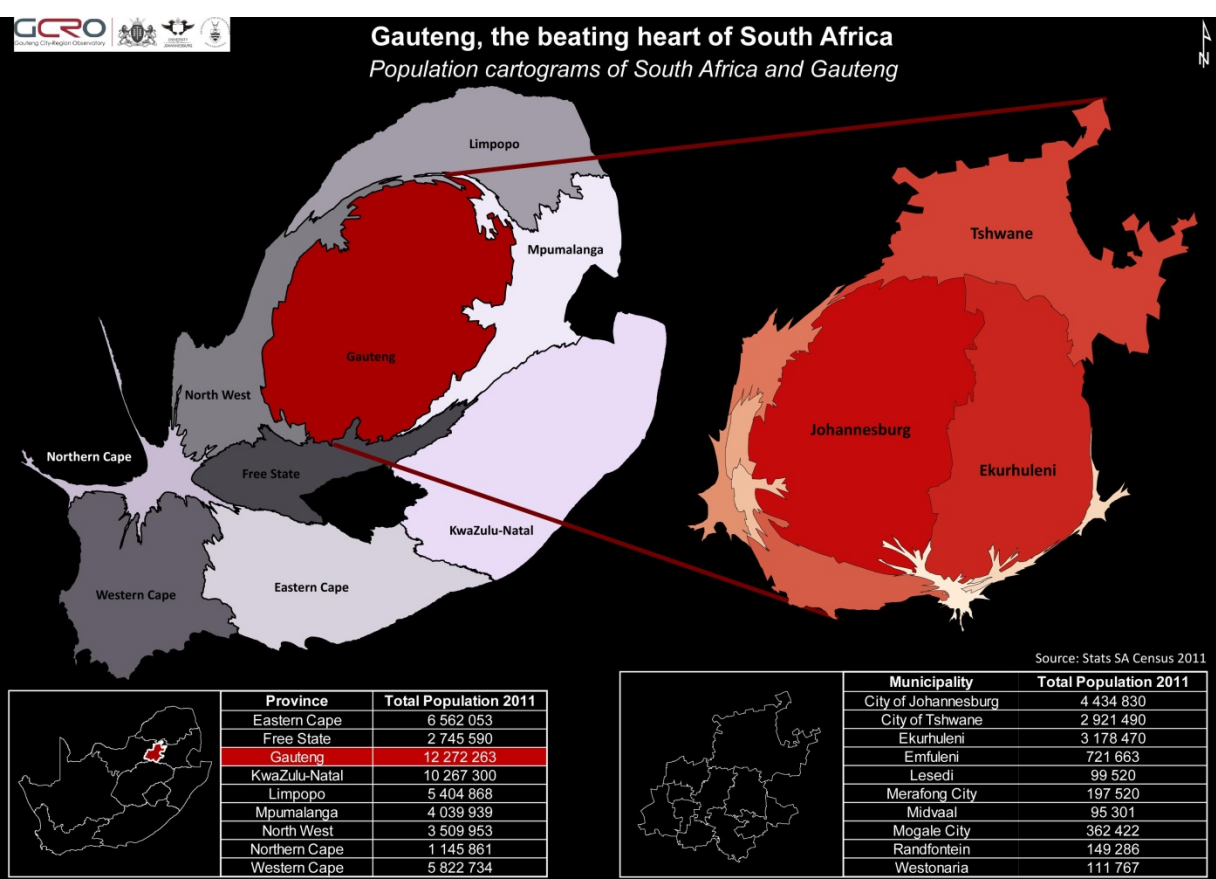 GCRO
Gauteng City-Region Observatory
UNIVERSITY
JOHANNESBURG
Gauteng, the beating heart of South Africa
Population cartograms of South Africa and Gauteng
N
Limpopo
Mpumalanga
Gauteng
North West
Northern Cape
Free State
KwaZulu-Natal
Eastern Cape
Western Cape
Tshwane
Johannesburg
Ekurhuleni
Source: Stats SA Census 2011
Province Total Population 2011
Eastern Cape 6 562 053
Free State 2 745 590
Gauteng 12 272 263
KwaZulu-Natal 10 267 300
Limpopo 5 404 868
Mpumalanga 4 039 939
North West 3 509 953
Northern Cape 1 145 861
Western Cape 5 822 734
Municipality Total Population 2011
City of Johannesburg 4 434 830
City of Tshwane 2 921 490
Ekurhuleni 3 178 470
Emfuleni 721 663
Lesedi 99 520
Merafong City 197 520
Midvaal 95 301
Mogale City 362 422
Randfontein 149 286
Westonaria 111 767